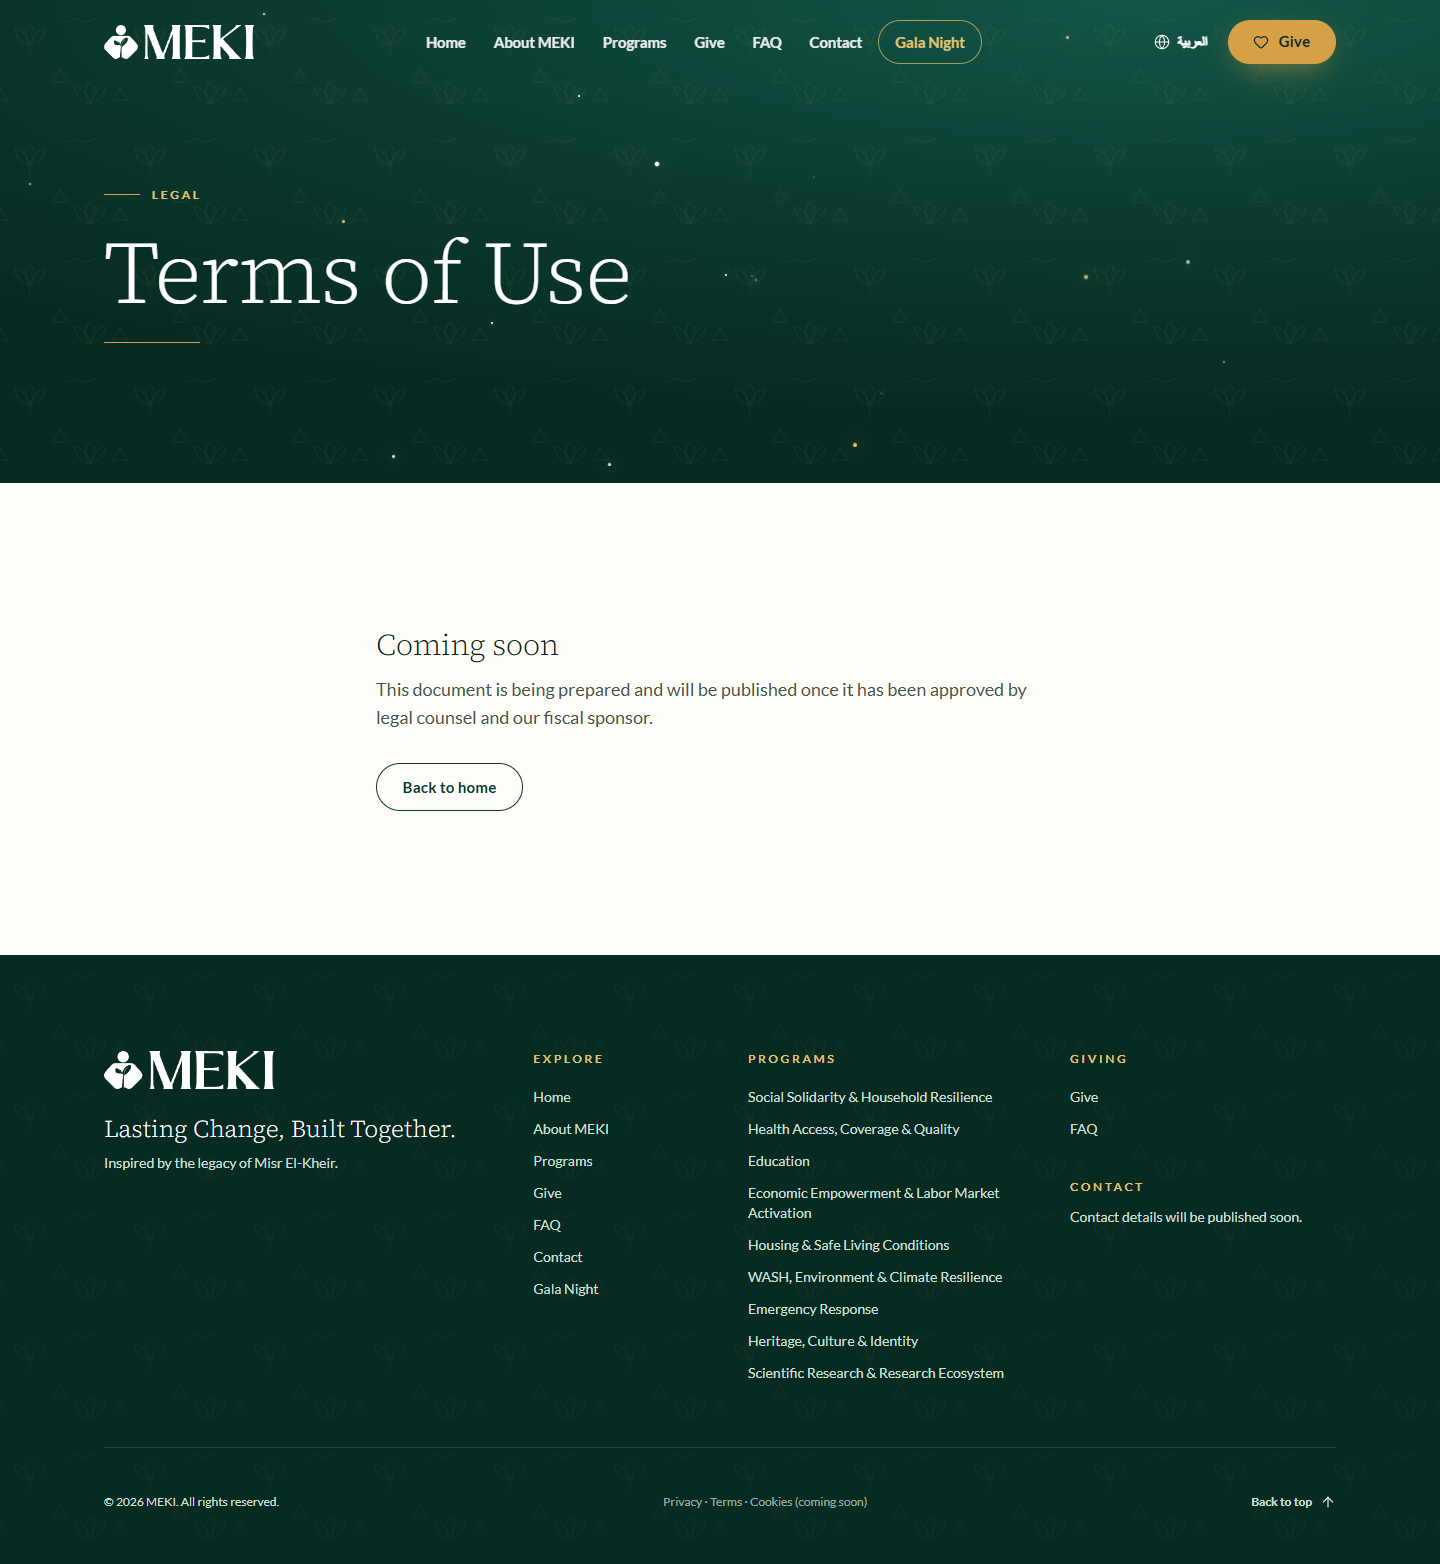 MEKI
Home
About MEKI
Programs
Give
FAQ
Contact
Gala Night
العربية
Give
LEGAL
Terms of Use
Coming soon
This document is being prepared and will be published once it has been approved by
legal counsel and our fiscal sponsor.
Back to home
MEKI
Lasting Change, Built Together.
Inspired by the legacy of Misr El-Kheir.
EXPLORE
Home
About MEKI
Programs
Give
FAQ
Contact
Gala Night
PROGRAMS
Social Solidarity & Household Resilience
Health Access, Coverage & Quality
Education
Economic Empowerment & Labor Market
Activation
Housing & Safe Living Conditions
WASH, Environment & Climate Resilience
Emergency Response
Heritage, Culture & Identity
Scientific Research & Research Ecosystem
GIVING
Give
FAQ
CONTACT
Contact details will be published soon.
© 2026 MEKI. All rights reserved.
Privacy · Terms · Cookies (coming soon)
Back to top